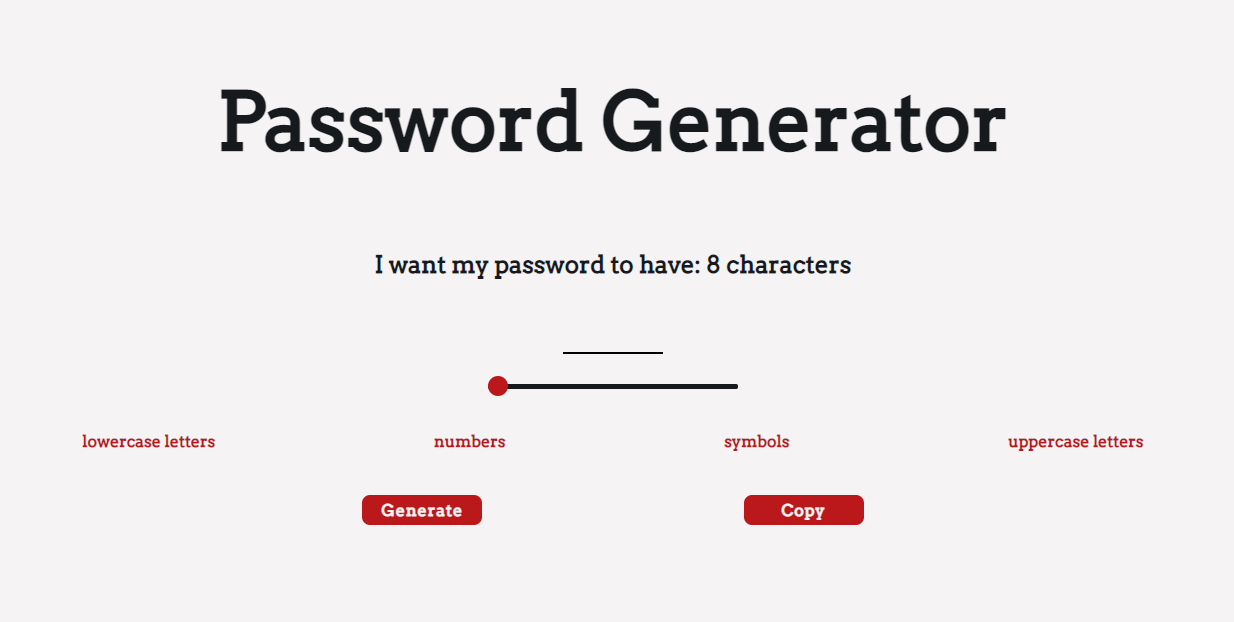 Password Generator
I want my password to have: 8 characters
lowercase letters numbers symbols uppercase letters
Generate Copy